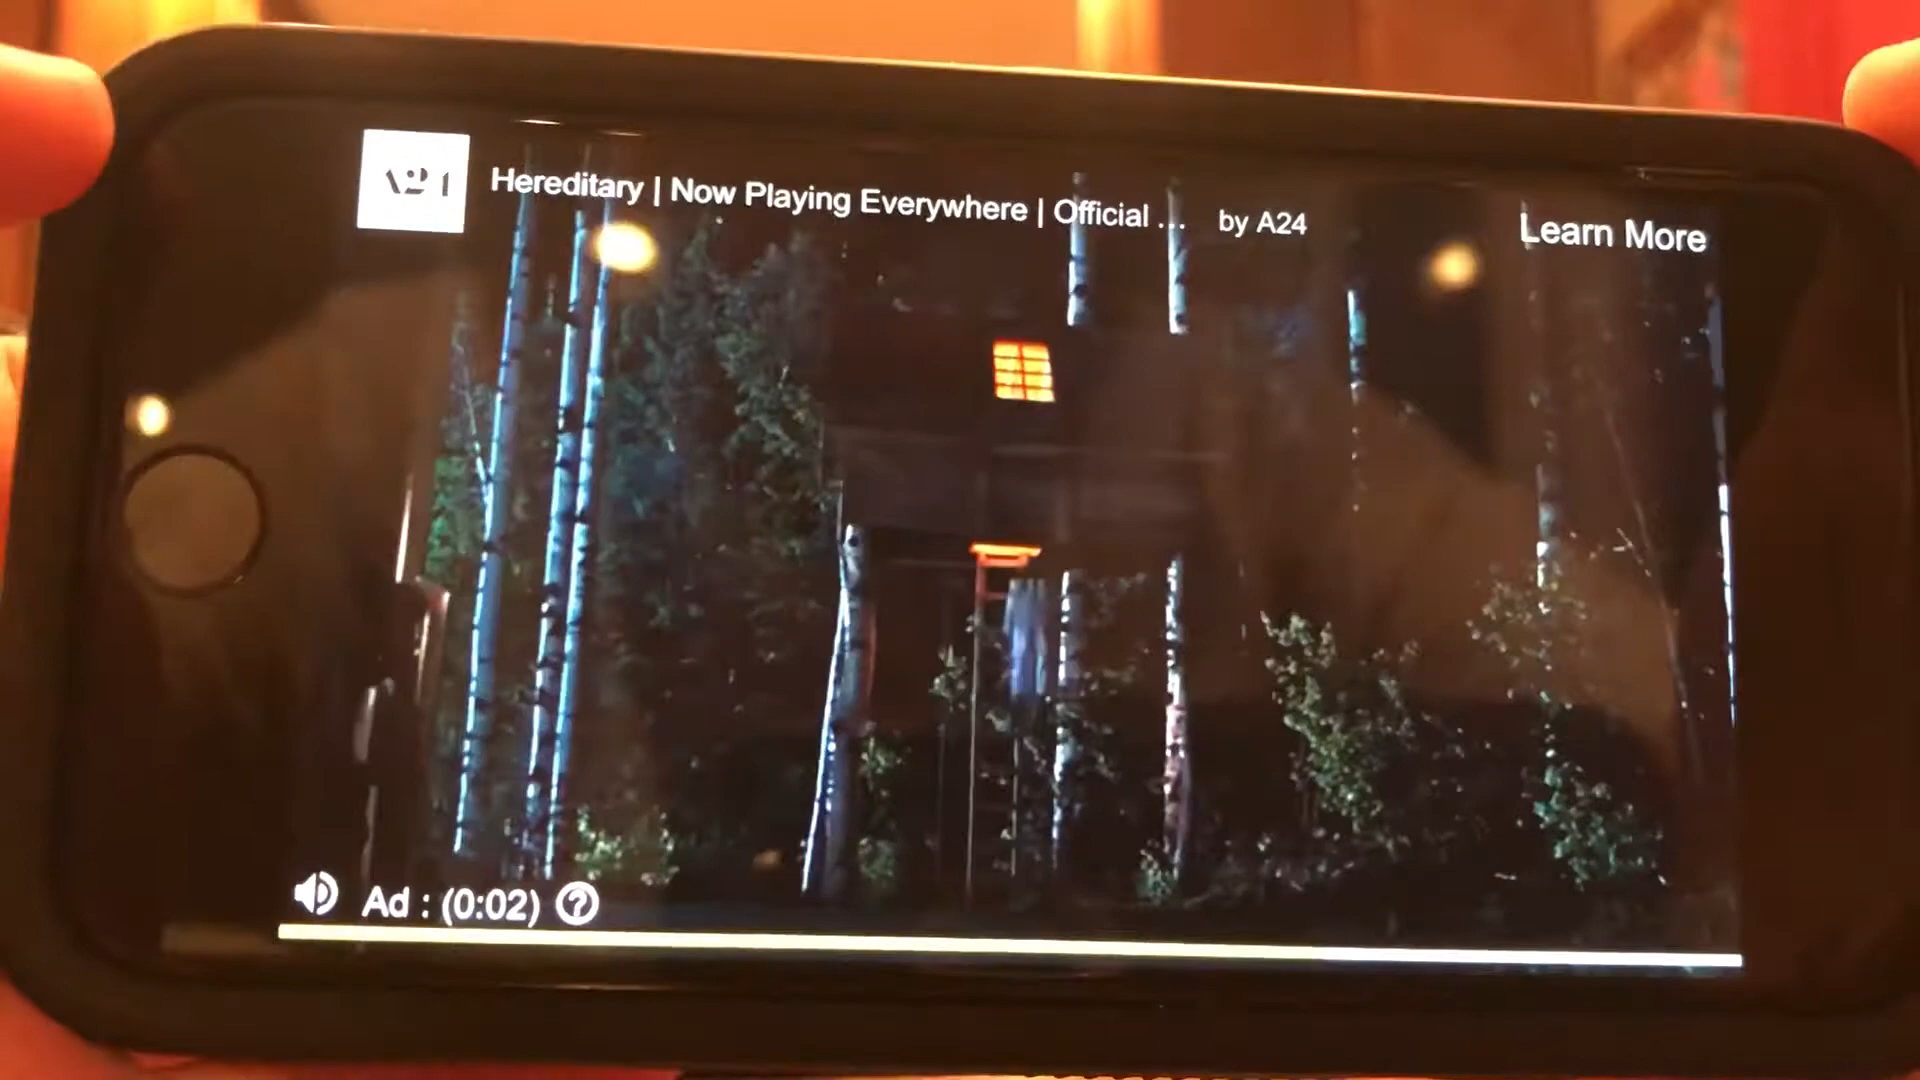 A24
Hereditary | Now Playing Everywhere | Official ... by A24
Learn More
Ad : (0:02) ?